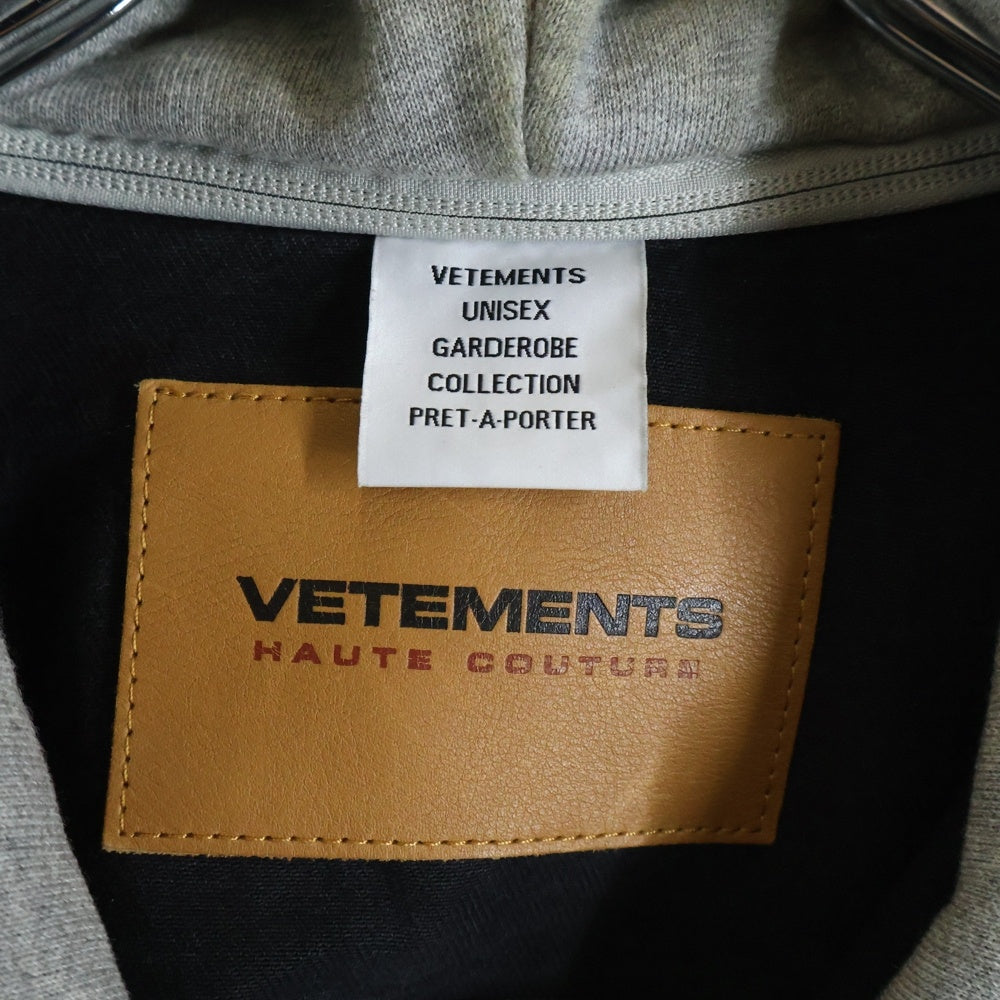 VETEMENTS
UNISEX
GARDEROBE
COLLECTION
PRET-A-PORTER
VETEMENTS
HAUTE COUTURE